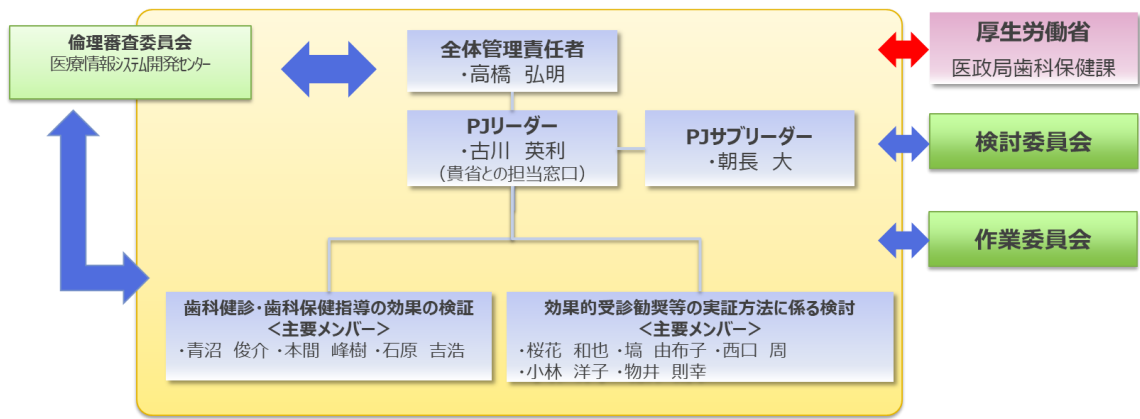 倫理審査委員会
医療情報システム開発センター
全体管理責任者
・高橋 弘明
厚生労働省
医政局歯科保健課
PJリーダー
・古川 英利
（貴省との担当窓口）
PJサブリーダー
・朝長 大
検討委員会
作業委員会
歯科健診・歯科保健指導の効果の検証
＜主要メンバー＞
・青沼 俊介 ・本間 峰樹 ・石原 吉浩
効果的受診勧奨等の実証方法に係る検討
＜主要メンバー＞
・桜花 和也 ・塙 由布子 ・西口 周
・小林 洋子 ・物井 則幸